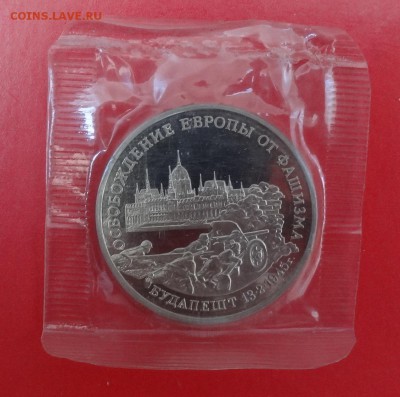 COINS.LAVE.RU
ОСВОБОЖДЕНИЕ ЕВРОПЫ ОТ ФАШИЗМА
БУДАПЕШТ